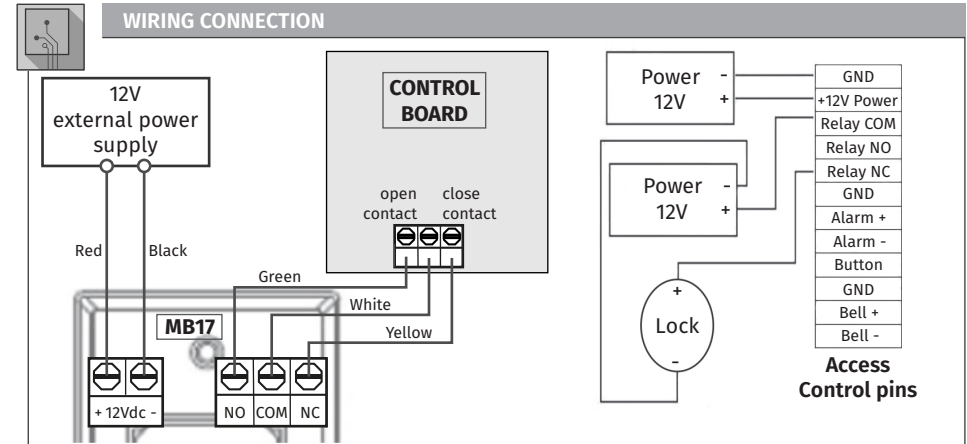 WIRING CONNECTION
12V
external power
supply
Red
Black
CONTROL
BOARD
open
contact
close
contact
Green
White
Yellow
MB17
+ 12Vdc -
NO
COM
NC
Power
12V
-
+
Power
12V
-
+
+
Lock
-
GND
+12V Power
Relay COM
Relay NO
Relay NC
GND
Alarm +
Alarm -
Button
GND
Bell +
Bell -
Access
Control pins